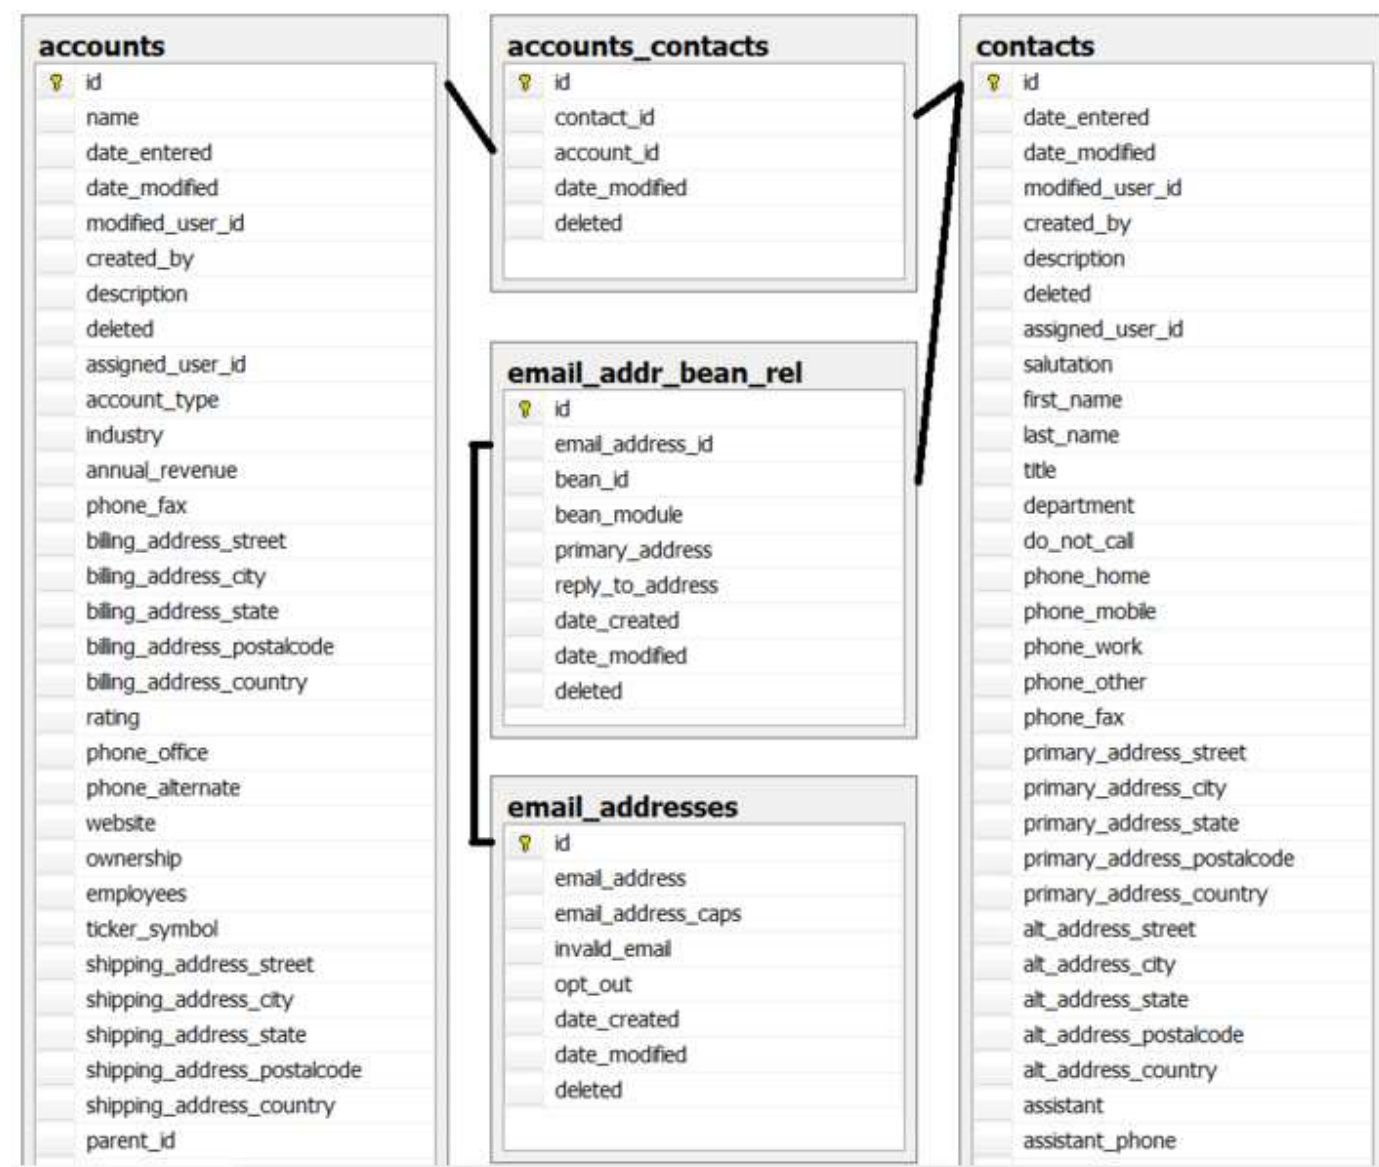 accounts
id
name
date_entered
date_modified
modified_user_id
created_by
description
deleted
assigned_user_id
account_type
industry
annual_revenue
phone_fax
billing_address_street
billing_address_city
billing_address_state
billing_address_postalcode
billing_address_country
rating
phone_office
phone_alternate
website
ownership
employees
ticker_symbol
shipping_address_street
shipping_address_city
shipping_address_state
shipping_address_postalcode
shipping_address_country
parent_id
accounts_contacts
id
contact_id
account_id
date_modified
deleted
email_addr_bean_rel
id
email_address_id
bean_id
bean_module
primary_address
reply_to_address
date_created
date_modified
deleted
email_addresses
id
email_address
email_address_caps
invalid_email
opt_out
date_created
date_modified
deleted
contacts
id
date_entered
date_modified
modified_user_id
created_by
description
deleted
assigned_user_id
salutation
first_name
last_name
title
department
do_not_call
phone_home
phone_mobile
phone_work
phone_other
phone_fax
primary_address_street
primary_address_city
primary_address_state
primary_address_postalcode
primary_address_country
alt_address_street
alt_address_city
alt_address_state
alt_address_postalcode
alt_address_country
assistant
assistant_phone